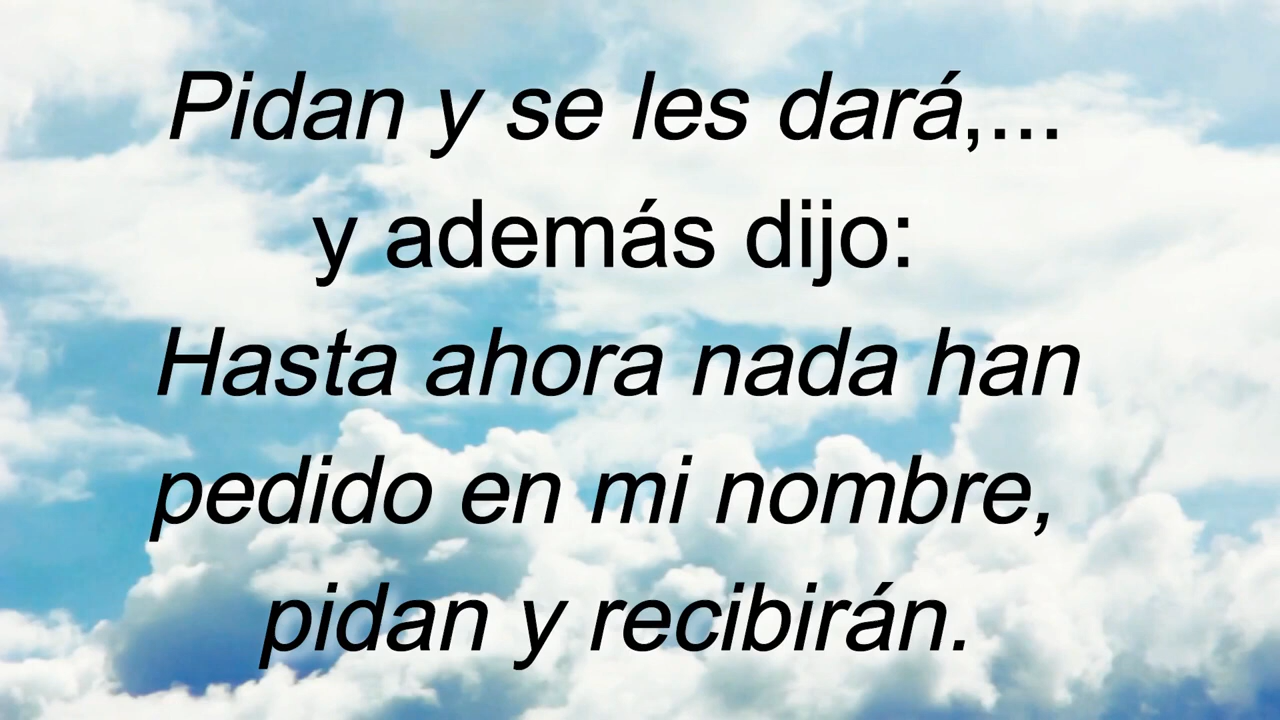 Pidan y se les dará,...
y además dijo:
Hasta ahora nada han
pedido en mi nombre,
pidan y recibirán.